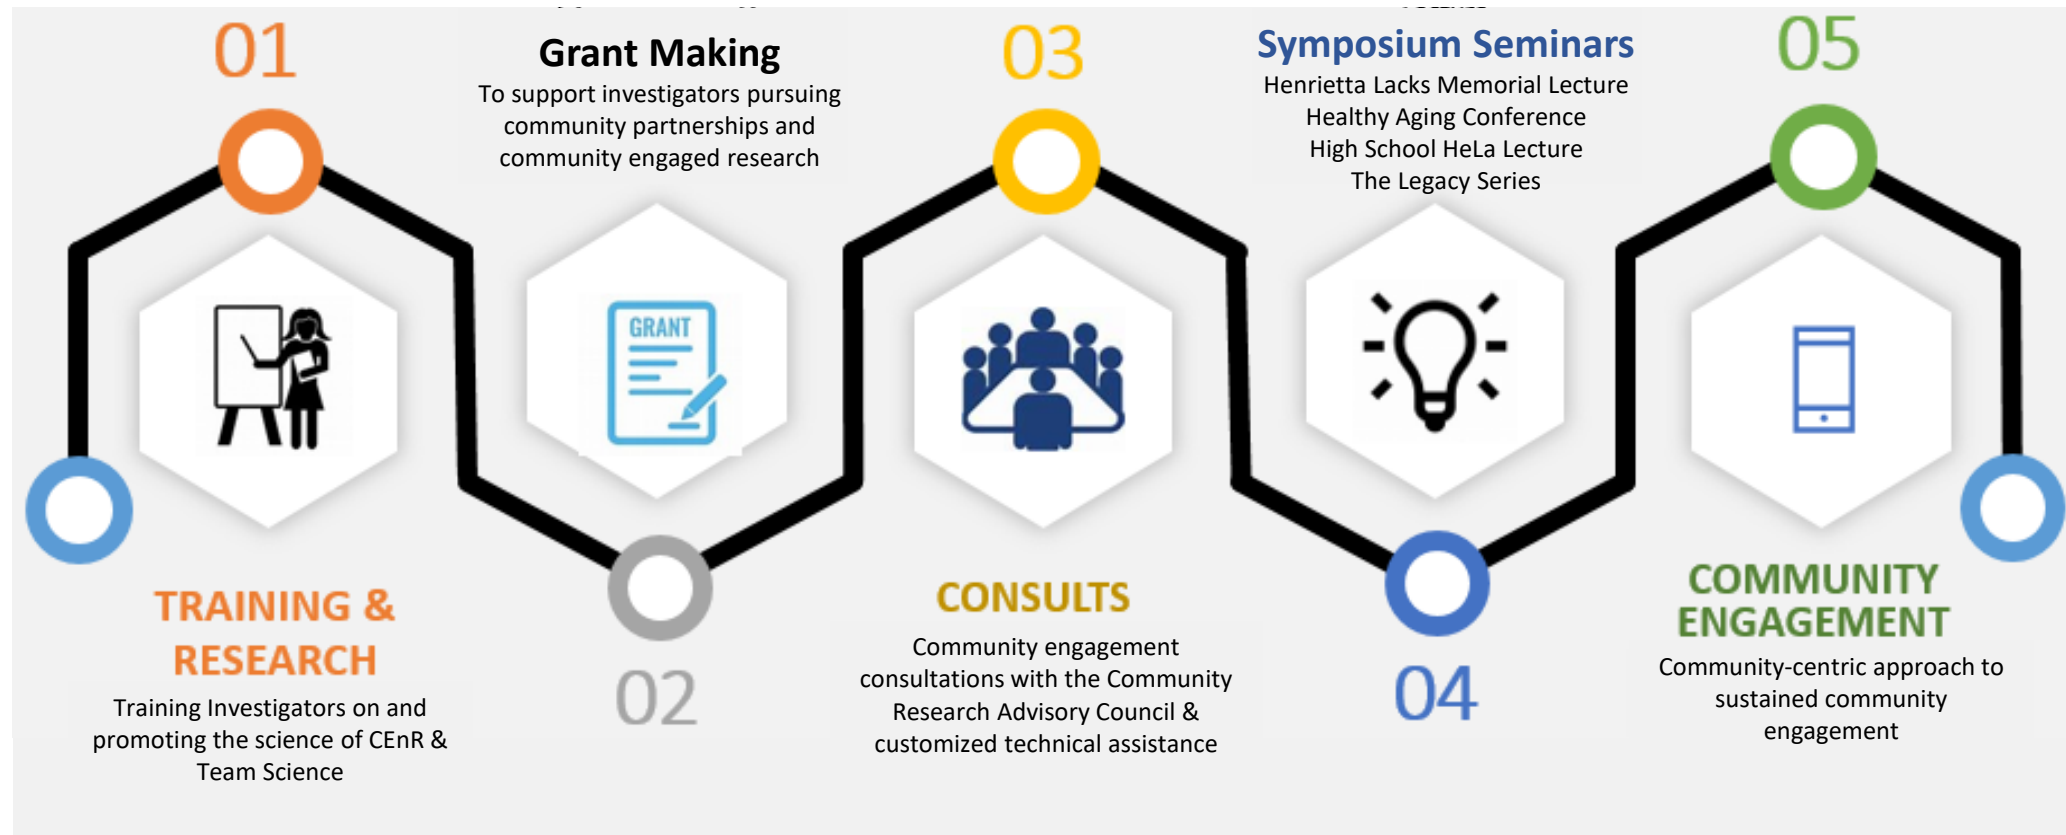 01
TRAINING &
RESEARCH
Training Investigators on and
promoting the science of CEnR &
Team Science
Grant Making
To support investigators pursuing
community partnerships and
community engaged research
GRANT
02
03
CONSULTS
Community engagement
consultations with the Community
Research Advisory Council &
customized technical assistance
Symposium Seminars
Henrietta Lacks Memorial Lecture
Healthy Aging Conference
High School HeLa Lecture
The Legacy Series
04
05
COMMUNITY
ENGAGEMENT
Community-centric approach to
sustained community
engagement